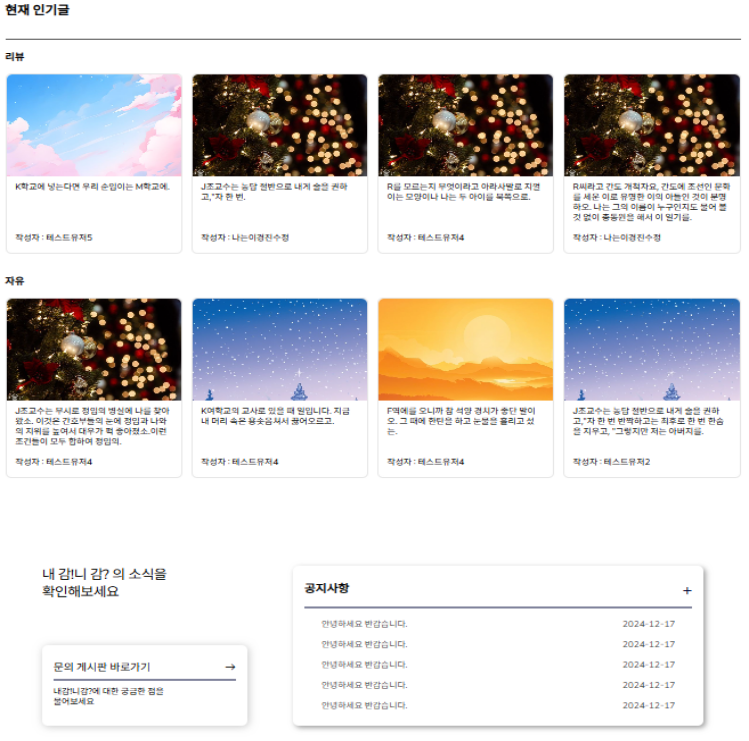 현재 인기글
리뷰
K학교에 넣는다면 우리 순임이는 M학교에.
J조교수는 농담 절반으로 내게 술을 권하
고,"자 한 번.
R를 모르는지 무엇이라고 아라사말로 지껄
이는 모양이나 나는 두 아이를 북쪽으로.
R씨라고 간도 개척자요, 간도에 조선인 문화
를 세운 이로 유명한 이의 아들인 것이 분명
하오. 나는 그의 이름이 누구인지도 물어 볼
것 없이 중동원을 해서 이 일기를.
작성자 : 테스트유저5
작성자 : 나는이경진수정
작성자 : 테스트유저4
작성자 : 나는이경진수정
자유
J조교수는 무시로 정임의 병실에 나를 찾아
왔소. 이것은 간호부들의 눈에 정임과 나와
의 지위를 높여서 대우가 퍽 좋아졌소.이런
조건들이 모두 합하여 정임의.
K여학교의 교사로 있을 때 일입니다. 지금
내 머리 속은 용솟음쳐서 끓어오르고.
F역에를 오니까 참 석양 경치가 좋단 말이
오. 그 때에 한탄을 하고 눈물을 흘리고 섰
는.
J조교수는 농담 절반으로 내게 술을 권하
고,"자 한 번 번쩍하고는 최후로 한 번 한숨
을 지우고, "그렇지만 저는 아버지를.
작성자 : 테스트유저4
작성자 : 테스트유저4
작성자 : 테스트유저4
작성자 : 테스트유저2
내 감!니 감? 의 소식을
확인해보세요
문의 게시판 바로가기 →
내감!니감?에 대한 궁금한 점을
물어보세요
공지사항 +
안녕하세요 반갑습니다. 2024-12-17
안녕하세요 반갑습니다. 2024-12-17
안녕하세요 반갑습니다. 2024-12-17
안녕하세요 반갑습니다. 2024-12-17
안녕하세요 반갑습니다. 2024-12-17